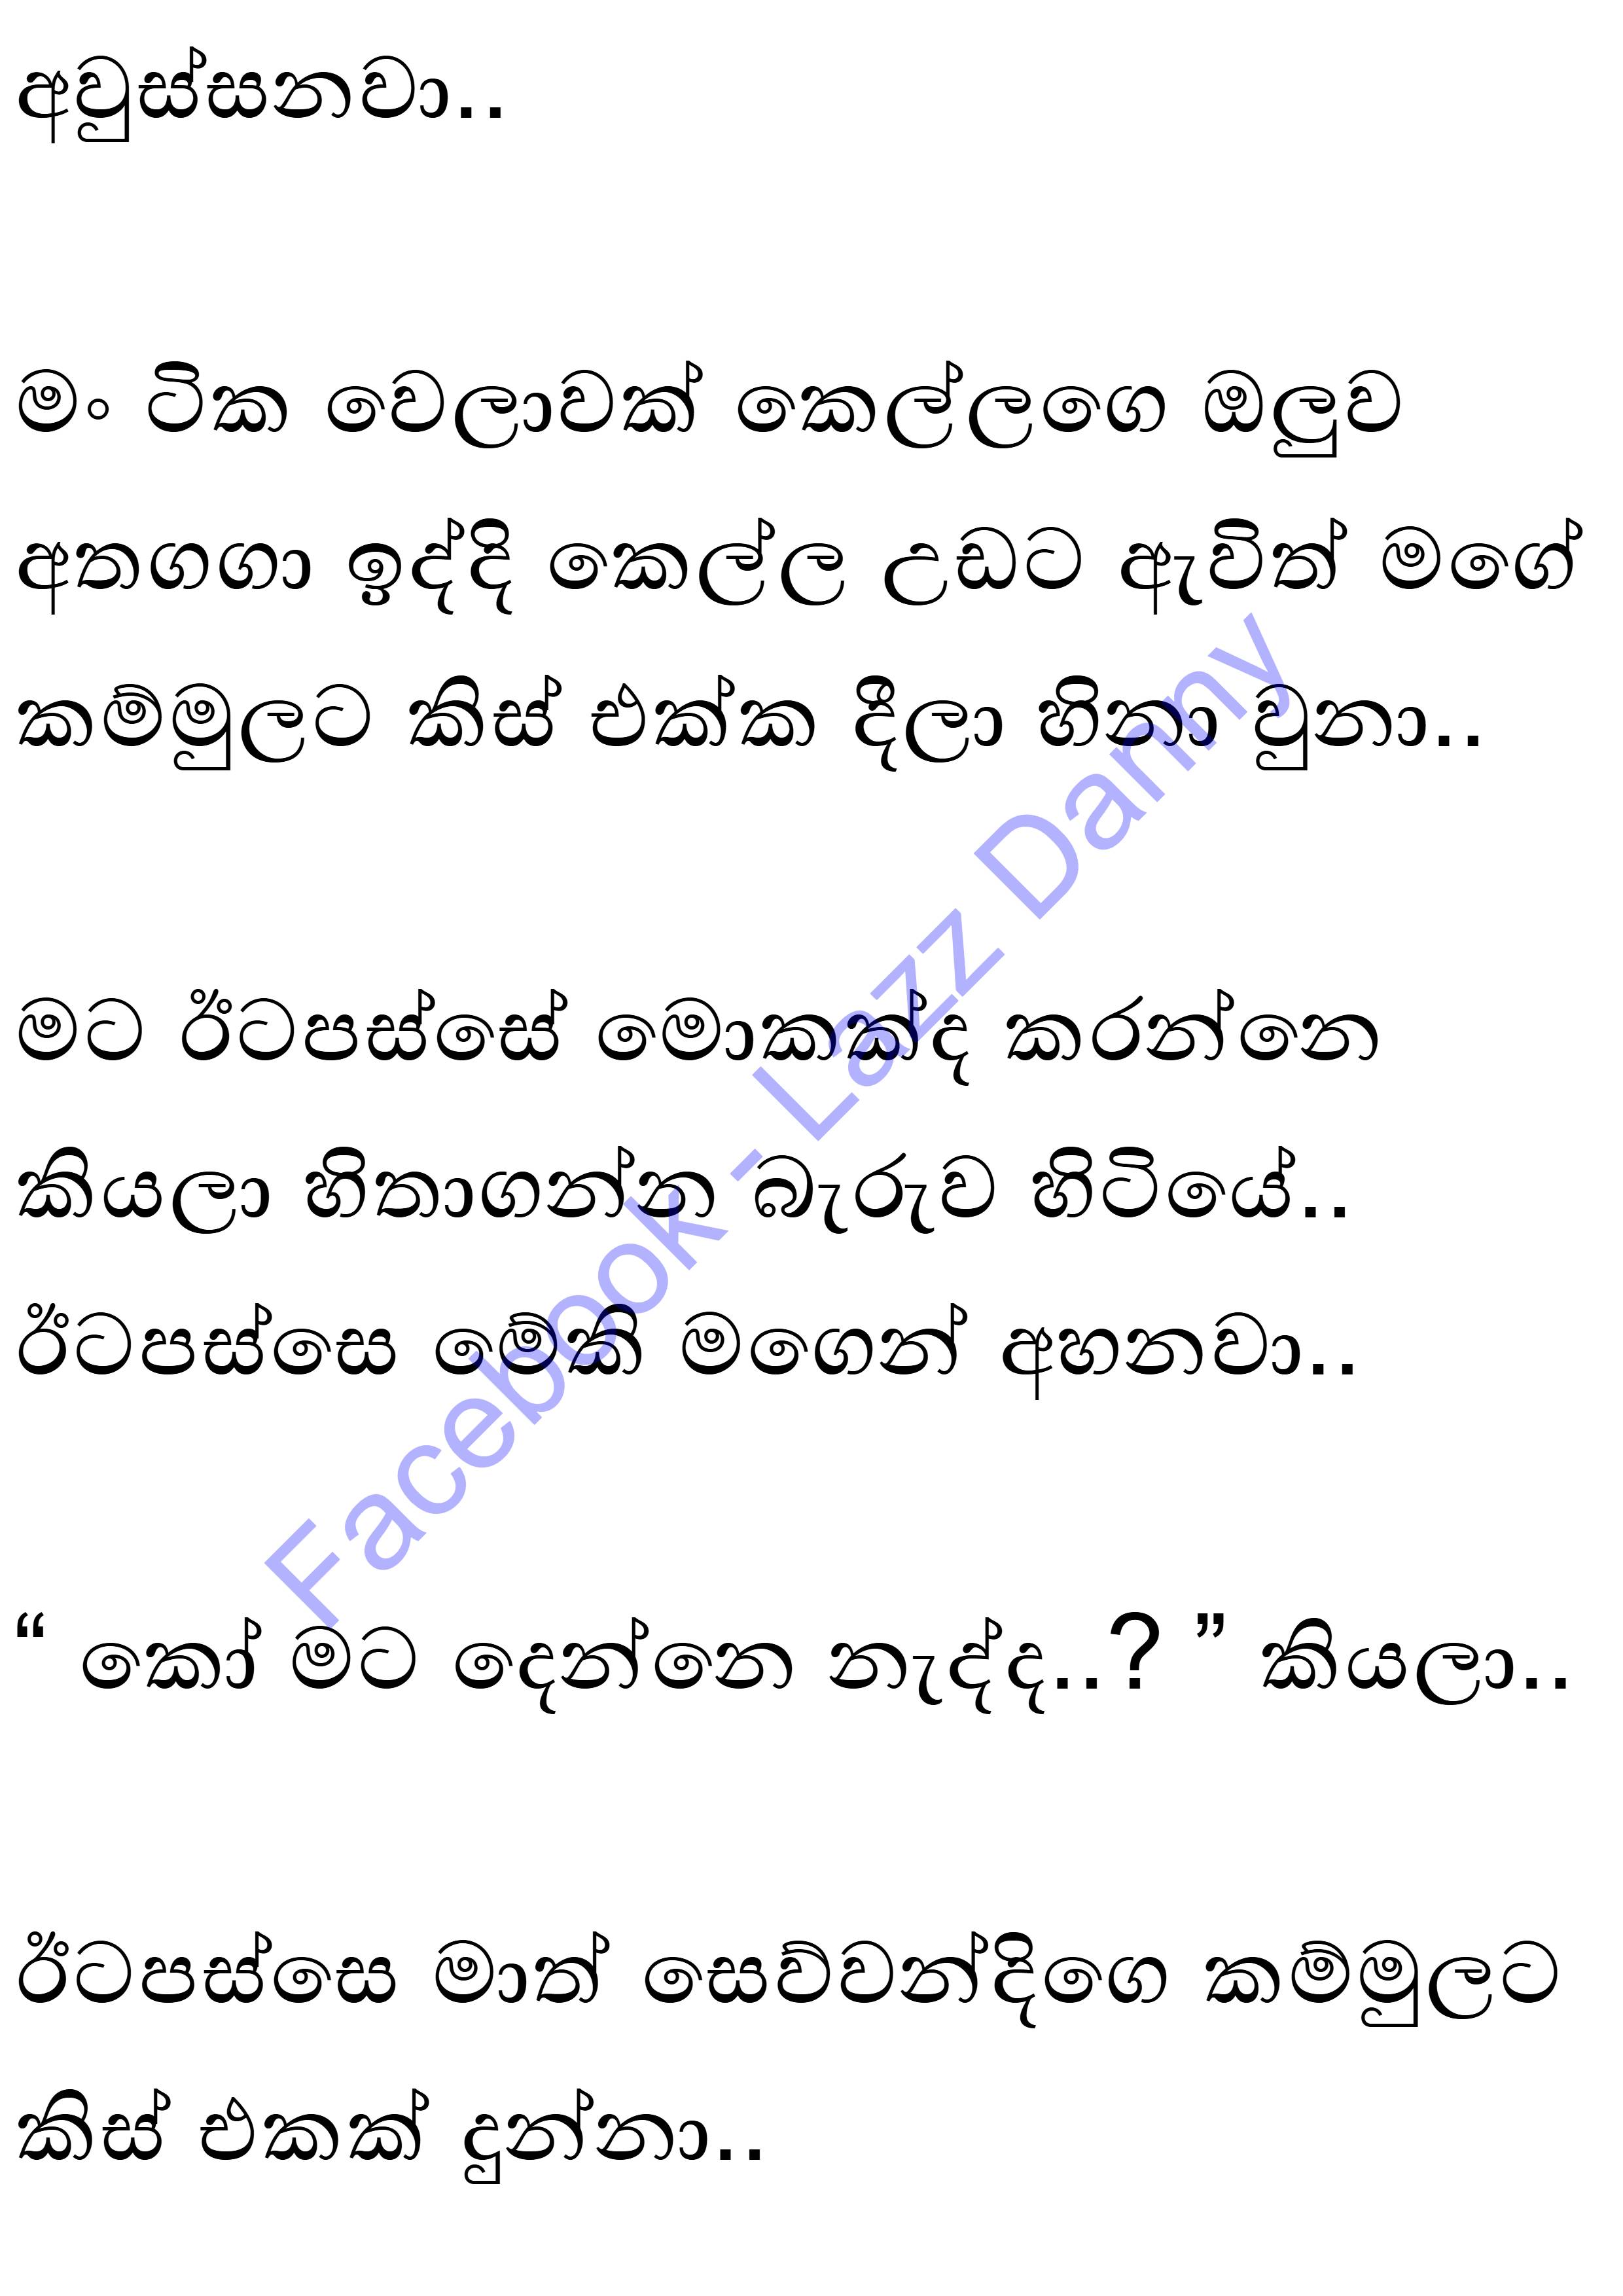 අවුස්සනවා..
මං ටික වෙලාවක් කෙල්ලගෙ ඔලුව
අතගගා ඉද්දි කෙල්ල උඩට ඇවිත් මගේ
කම්මුලට කිස් එක්ක දීලා හිනා වුනා..
මට ඊටපස්සේ මොකක්ද කරන්නෙ
කියලා හිතාගන්න බැරුව හිටියේ..
ඊටපස්සෙ මේකි මගෙන් අහනවා..
“ කෝ මට දෙන්නෙ නැද්ද..? ” කියලා..
ඊටපස්සෙ මාත් සෙව්වන්දිගෙ කම්මුලට
කිස් එකක් දුන්නා..
Facebook - Lazz Danny